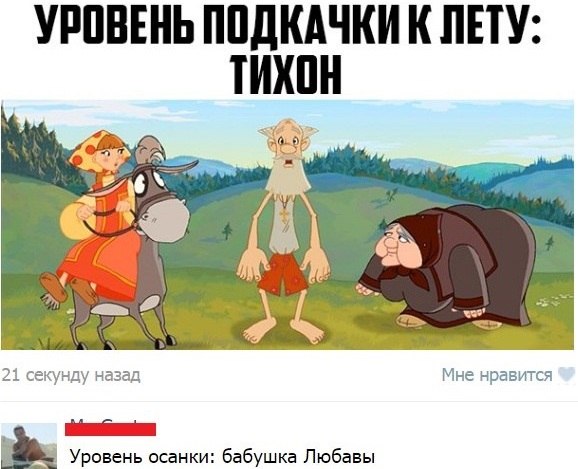 УРОВЕНЬ ПОДКАЧКИ К ЛЕТУ:
ТИХОН
21 секунду назад
Мне нравится
Уровень осанки: бабушка Любавы